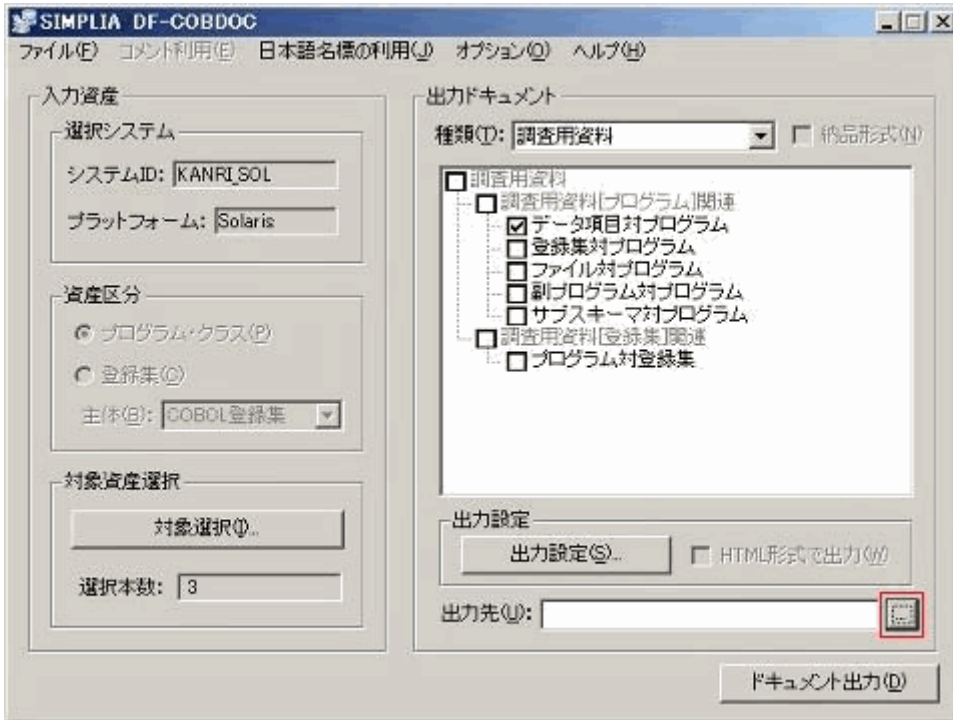 SIMPLIA DF-COBDOC
ファイル(F) コメント利用(E) 日本語名標の利用(J) オプション(O) ヘルプ(H)
入力資産
選択システム
システムID: KANRI_SOL
プラットフォーム: Solaris
資産区分
プログラム・クラス(P)
登録集(C)
主体(B): COBOL登録集
対象資産選択
対象選択(I)...
選択本数: 3
出力ドキュメント
種類(T): 調査用資料
納品形式(N)
調査用資料
調査用資料[プログラム]関連
データ項目対プログラム
登録集対プログラム
ファイル対プログラム
副プログラム対プログラム
サブスキーマ対プログラム
調査用資料[登録集]関連
プログラム対登録集
出力設定
出力設定(S)...
HTML形式で出力(W)
出力先(U):
...
ドキュメント出力(D)